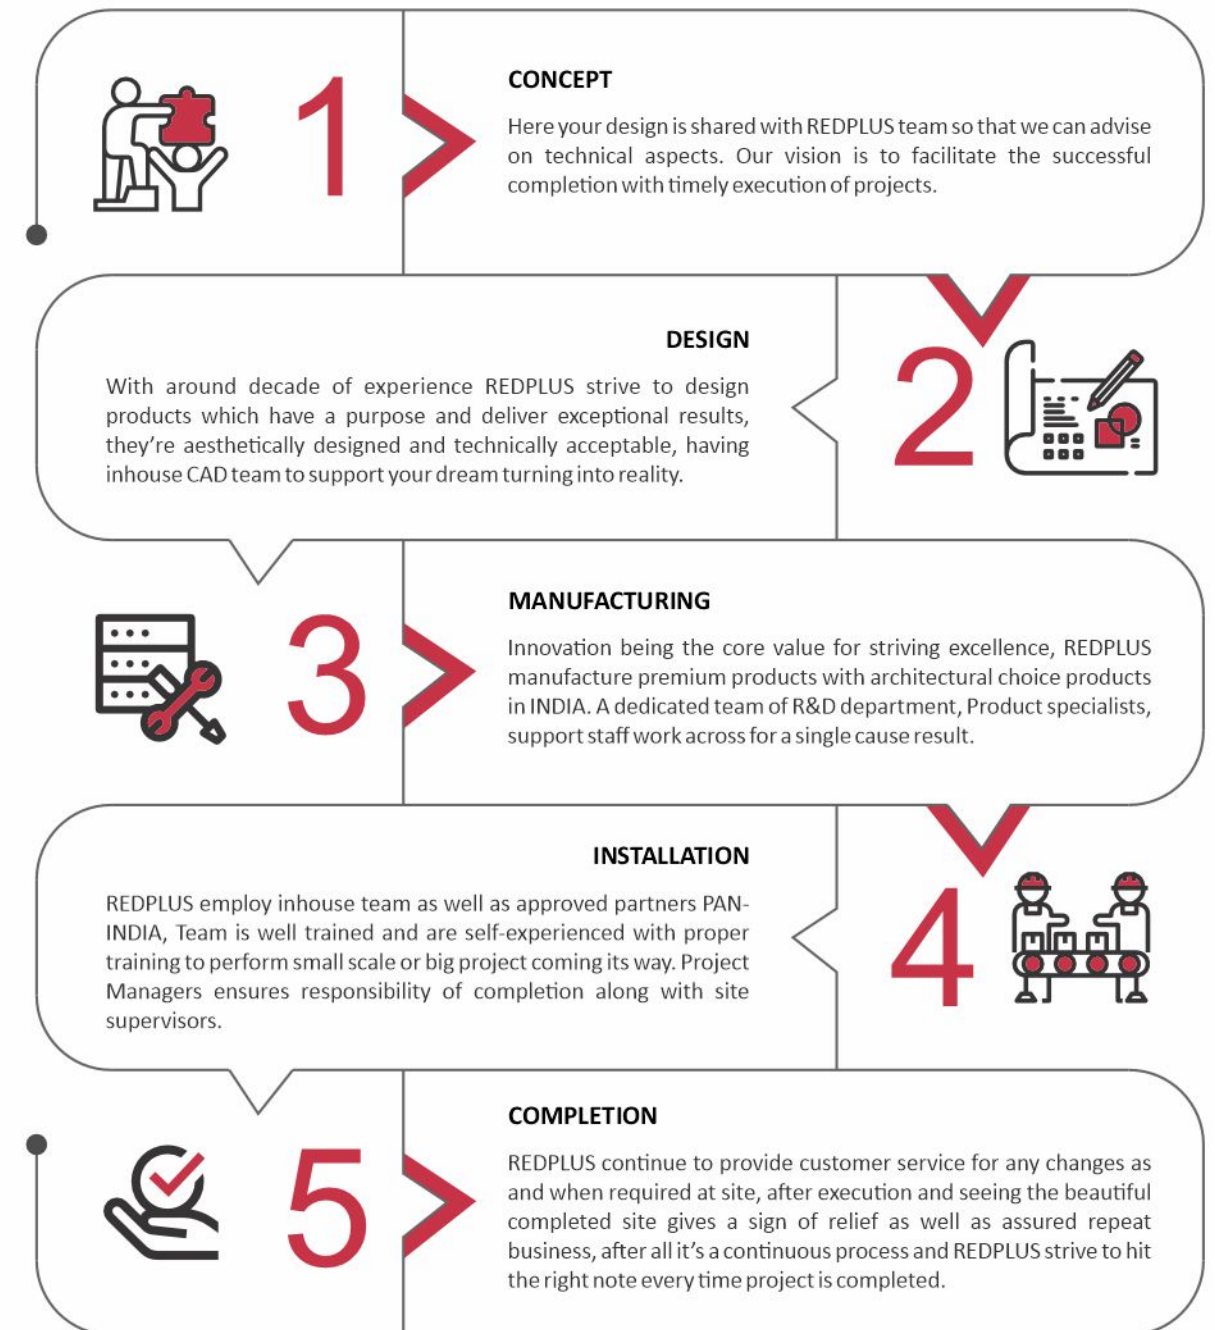 1
CONCEPT
Here your design is shared with REDPLUS team so that we can advise
on technical aspects. Our vision is to facilitate the successful
completion with timely execution of projects.
DESIGN
With around decade of experience REDPLUS strive to design
products which have a purpose and deliver exceptional results,
they're aesthetically designed and technically acceptable, having
inhouse CAD team to support your dream turning into reality.
2
3
MANUFACTURING
Innovation being the core value for striving excellence, REDPLUS
manufacture premium products with architectural choice products
in INDIA. A dedicated team of R&D department, Product specialists,
support staff work across for a single cause result.
INSTALLATION
REDPLUS employ inhouse team as well as approved partners PAN-
INDIA, Team is well trained and are self-experienced with proper
training to perform small scale or big project coming its way. Project
Managers ensures responsibility of completion along with site
supervisors.
4
5
COMPLETION
REDPLUS continue to provide customer service for any changes as
and when required at site, after execution and seeing the beautiful
completed site gives a sign of relief as well as assured repeat
business, after all it's a continuous process and REDPLUS strive to hit
the right note every time project is completed.